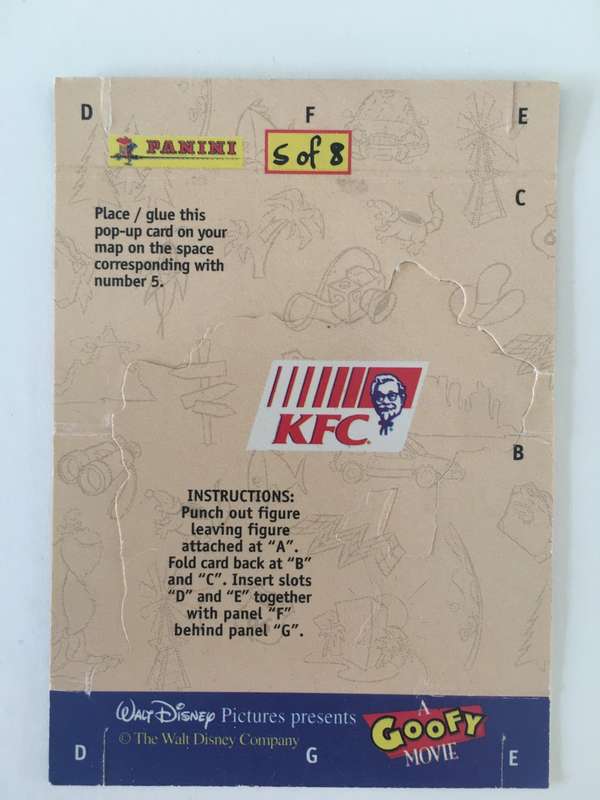 D F E
PANINI 5 of 8
C
Place / glue this
pop-up card on your
map on the space
corresponding with
number 5.
KFC
B
INSTRUCTIONS:
Punch out figure
leaving figure
attached at “A”.
Fold card back at “B”
and “C”. Insert slots
“D” and “E” together
with panel “F”
behind panel “G”.
WALT DISNEY Pictures presents
© The Walt Disney Company
A
GOOFY
MOVIE
D G E